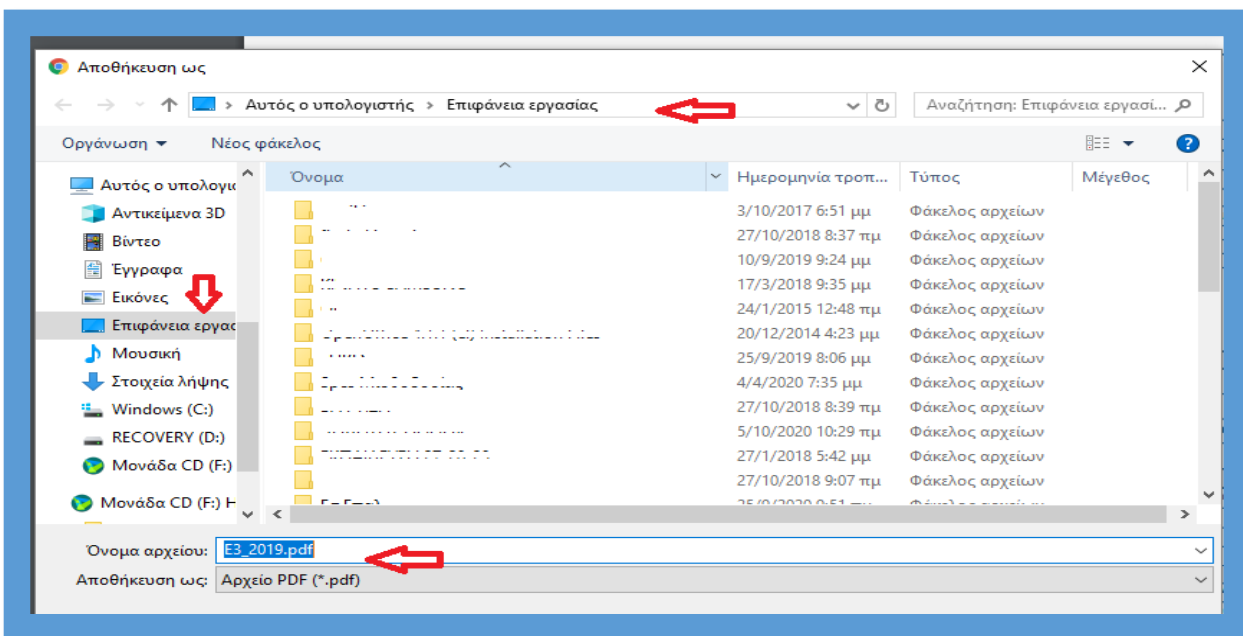 Αποθήκευση ως
Αυτός ο υπολογιστής > Επιφάνεια εργασίας
Αναζήτηση: Επιφάνεια εργασί...
Οργάνωση Νέος φάκελος
Όνομα Ημερομηνία τροπ... Τύπος Μέγεθος
Αυτός ο υπολογισ
Αντικείμενα 3D
Βίντεο
Έγγραφα
Εικόνες
Επιφάνεια εργασ
Μουσική
Στοιχεία λήψης
Windows (C:)
RECOVERY (D:)
Μονάδα CD (F:)
Μονάδα CD (F:) H
3/10/2017 6:51 μμ Φάκελος αρχείων
27/10/2018 8:37 πμ Φάκελος αρχείων
10/9/2019 9:24 μμ Φάκελος αρχείων
17/3/2018 9:35 μμ Φάκελος αρχείων
24/1/2015 12:48 πμ Φάκελος αρχείων
20/12/2014 4:23 μμ Φάκελος αρχείων
25/9/2019 8:06 μμ Φάκελος αρχείων
4/4/2020 7:35 μμ Φάκελος αρχείων
27/10/2018 8:39 πμ Φάκελος αρχείων
5/10/2020 10:29 πμ Φάκελος αρχείων
27/1/2018 5:42 μμ Φάκελος αρχείων
27/10/2018 9:07 μμ Φάκελος αρχείων
Όνομα αρχείου: E3_2019.pdf
Αποθήκευση ως: Αρχείο PDF (*.pdf)